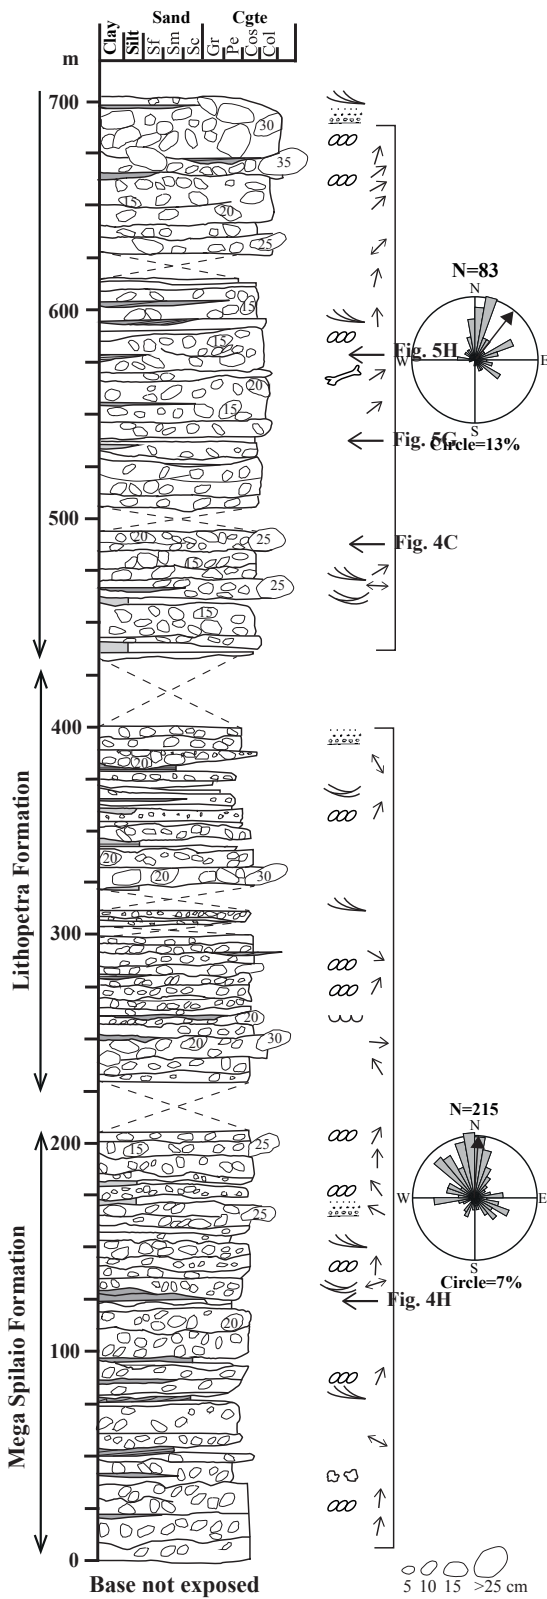 Sand Cgte
Clay Silt Sf Sm Sc Gr Pe Cos Col
m
700
30
35
15
20
25
N=83
N
600
15
15
Fig. 5H
W
E
20
15
S
Circle=13%
500
20
25
Fig. 4C
15
25
15
400
20
20
20
30
Lithopetra Formation
300
20
20
30
N=215
N
200
15
25
W
E
25
S
Circle=7%
Fig. 4H
20
100
Mega Spilaio Formation
0
5 10 15 >25 cm
Base not exposed